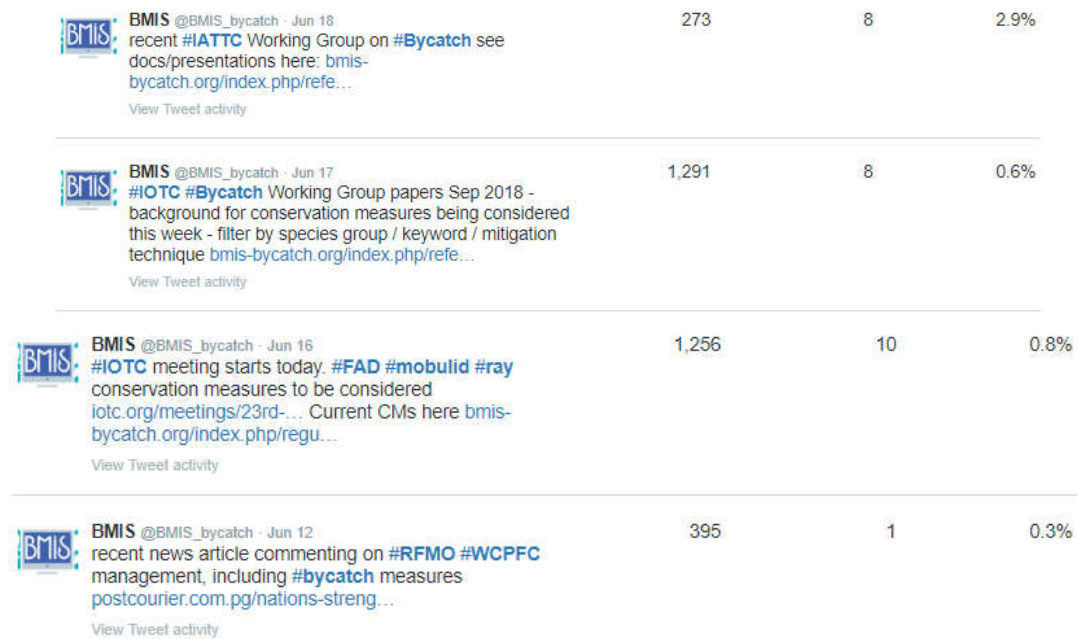 BMIS
BMIS @BMIS_bycatch · Jun 18 273 8 2.9%
recent #IATTC Working Group on #Bycatch see
docs/presentations here: bmis-
bycatch.org/index.php/refe…
View Tweet activity
BMIS
BMIS @BMIS_bycatch · Jun 17 1,291 8 0.6%
#IOTC #Bycatch Working Group papers Sep 2018 -
background for conservation measures being considered
this week - filter by species group / keyword / mitigation
technique bmis-bycatch.org/index.php/refe…
View Tweet activity
BMIS
BMIS @BMIS_bycatch · Jun 16 1,256 10 0.8%
#IOTC meeting starts today. #FAD #mobulid #ray
conservation measures to be considered
iotc.org/meetings/23rd-… Current CMs here bmis-
bycatch.org/index.php/regu…
View Tweet activity
BMIS
BMIS @BMIS_bycatch · Jun 12 395 1 0.3%
recent news article commenting on #RFMO #WCPFC
management, including #bycatch measures
postcourier.com.pg/nations-streng…
View Tweet activity